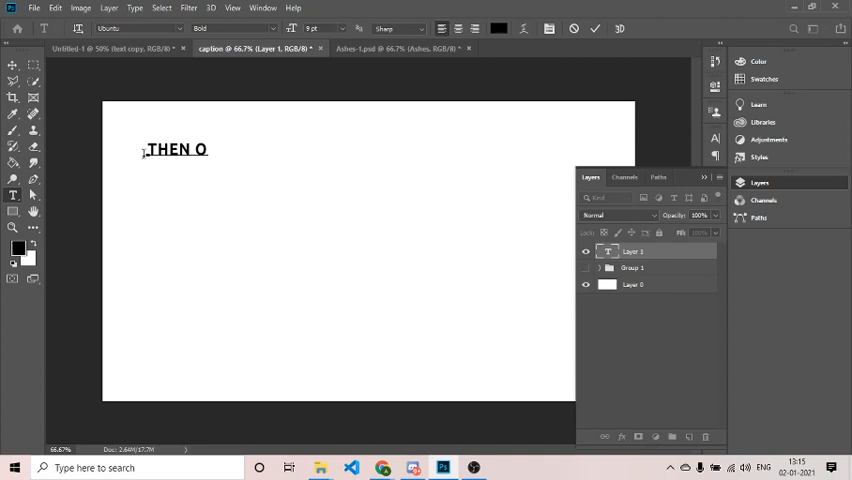 File Edit Image Layer Type Select Filter 3D View Window Help
Ubuntu Bold 9 pt Sharp 3D
Untitled-1 @ 50% (text copy, RGB/8) * × caption @ 66.7% (Layer 1, RGB/8) * × Ashes-1.psd @ 66.7% (Ashes, RGB/8) * ×
THEN O
Color
Swatches
Learn
Libraries
Adjustments
Styles
Layers
Channels
Paths
Layers Channels Paths
Kind
Normal Opacity: 100%
Lock: Fill: 100%
Layer 1
Group 1
Layer 0
66.67% Doc: 2.64M/17.7M
Type here to search
ENG
13:15
02-01-2021